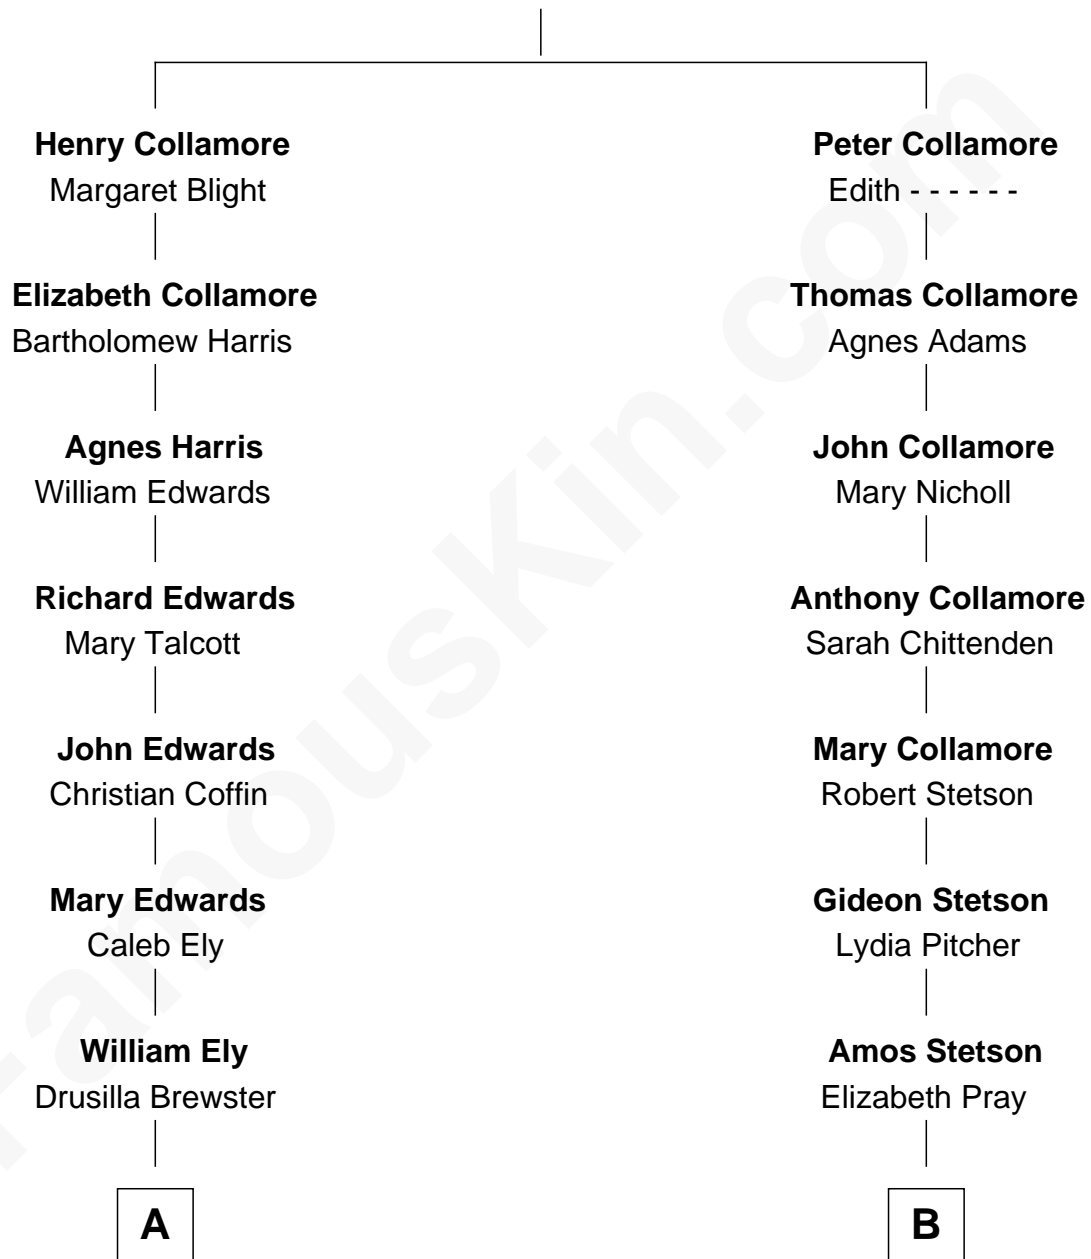 Henry Collamore
Margaret Blight
Peter Collamore
Edith - - - - - -
Elizabeth Collamore
Bartholomew Harris
Thomas Collamore
Agnes Adams
Agnes Harris
William Edwards
John Collamore
Mary Nicholl
Richard Edwards
Mary Talcott
Anthony Collamore
Sarah Chittenden
John Edwards
Christian Coffin
Mary Collamore
Robert Stetson
Mary Edwards
Caleb Ely
Gideon Stetson
Lydia Pitcher
William Ely
Drusilla Brewster
Amos Stetson
Elizabeth Pray
A
B
FamousKin.com